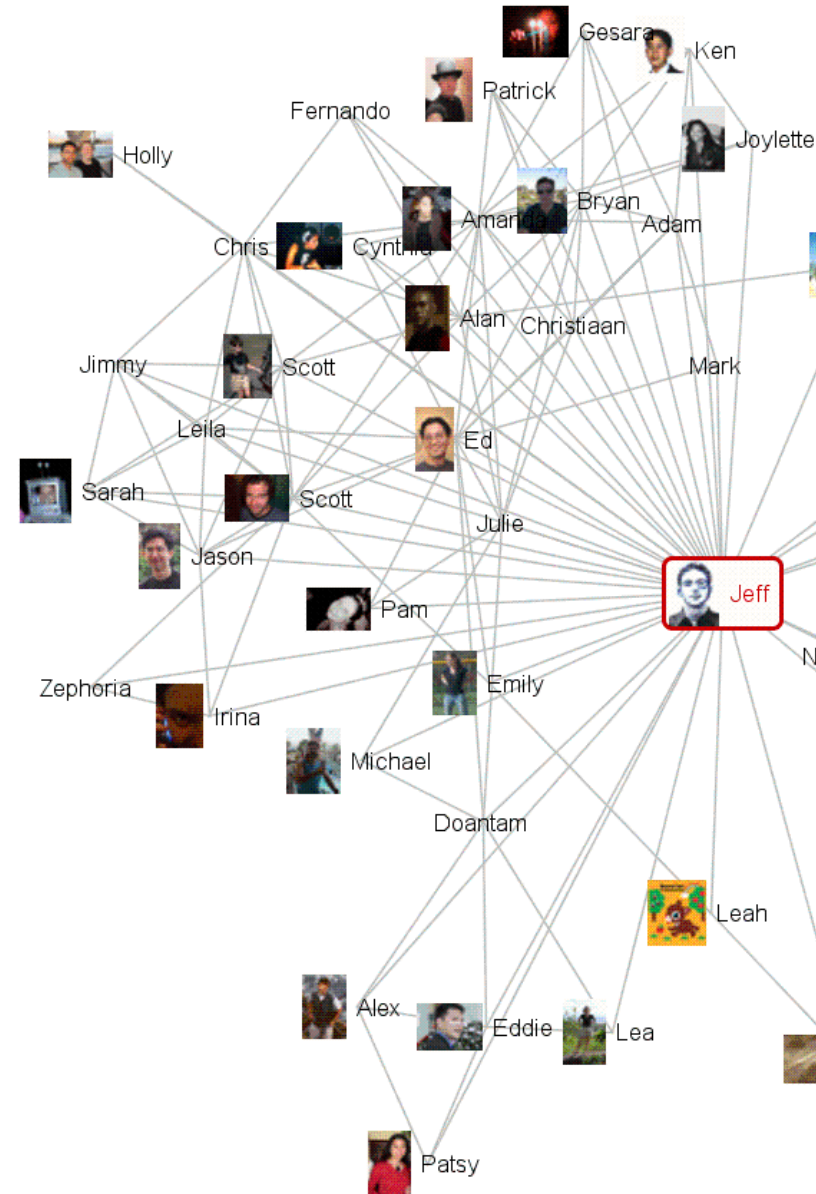 Gesara
Ken
Patrick
Fernando
Joylette
Holly
Bryan
Amanda
Adam
Chris
Cynthia
Alan
Christiaan
Jimmy
Scott
Mark
Leila
Ed
Sarah
Scott
Julie
Jason
Jeff
Pam
N
Emily
Zephoria
Irina
Michael
Doantam
Leah
Alex
Eddie
Lea
Patsy